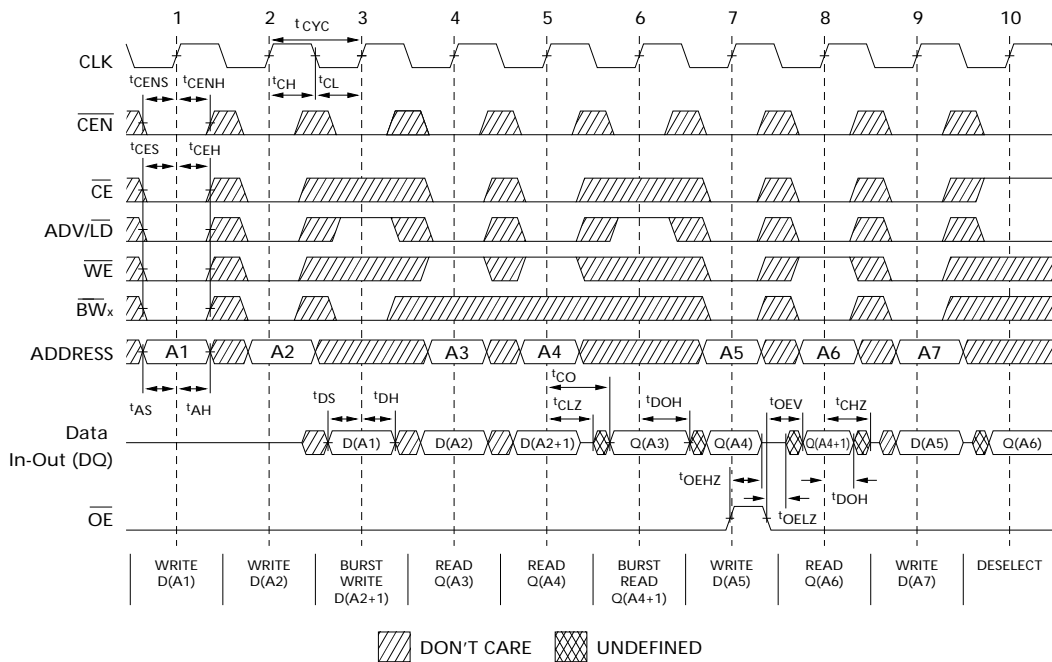 1 2 3 4 5 6 7 8 9 10
tCYC
CLK
tCENS tCENH tCH tCL
CEN
tCES tCEH
CE
ADV/LD
WE
BWx
ADDRESS A1 A2 A3 A4 A5 A6 A7
tAS tAH tDS tDH tCO tCLZ tDOH tOEV tCHZ
Data
In-Out (DQ) D(A1) D(A2) D(A2+1) Q(A3) Q(A4) Q(A4+1) D(A5) Q(A6)
tOEHZ tDOH
tOELZ
OE
WRITE
D(A1)
WRITE
D(A2)
BURST
WRITE
D(A2+1)
READ
Q(A3)
READ
Q(A4)
BURST
READ
Q(A4+1)
WRITE
D(A5)
READ
Q(A6)
WRITE
D(A7)
DESELECT
DON'T CARE UNDEFINED